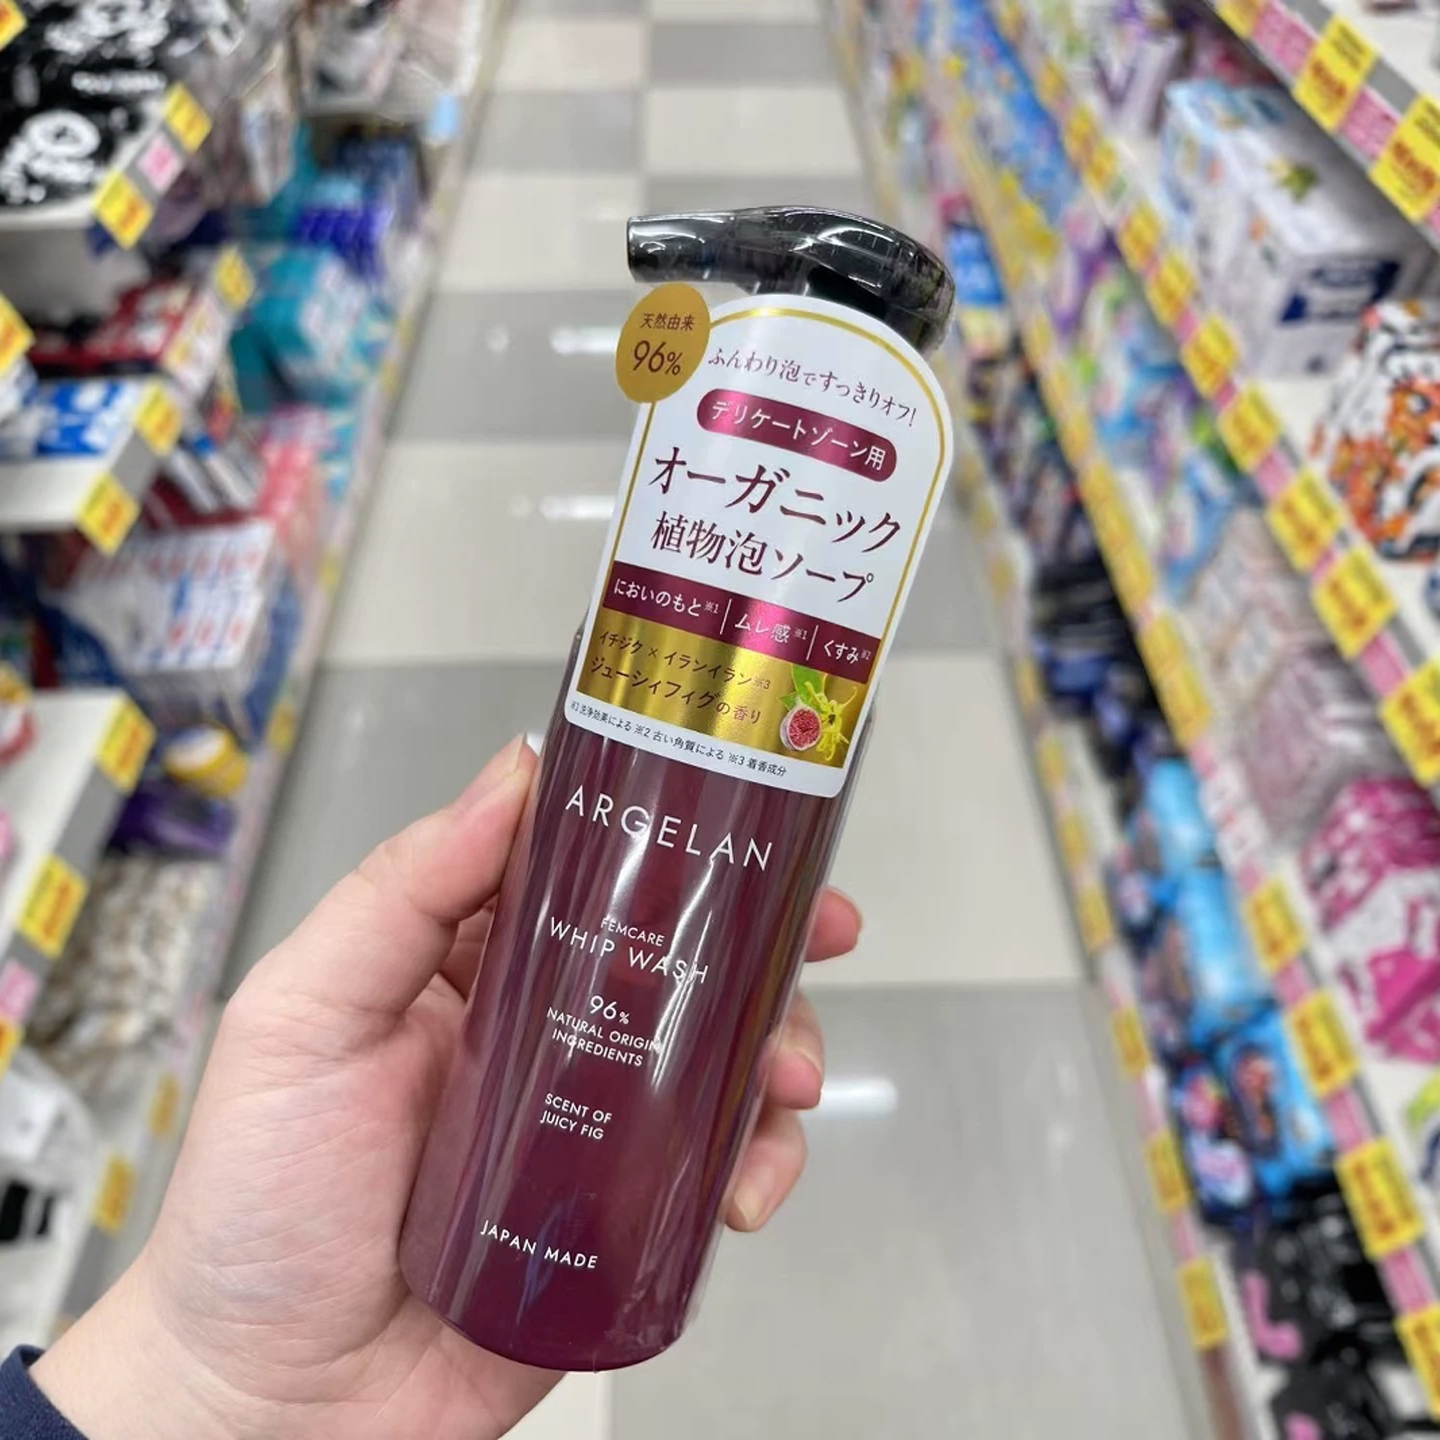 天然由来
96%
ふんわり泡ですっきりオフ!
デリケートゾーン用
オーガニック
植物泡ソープ
においのもと※1 ムレ感※1 くすみ※2
イチジク×イランイラン※3
ジューシィフィグの香り
※1 洗浄効果による ※2 古い角質による ※3 着香成分
ARGELAN
FEMCARE
WHIP WASH
96%
NATURAL ORIGIN
INGREDIENTS
SCENT OF
JUICY FIG
JAPAN MADE